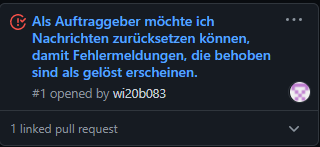 Als Auftraggeber möchte ich
Nachrichten zurücksetzen können,
damit Fehlermeldungen, die behoben
sind als gelöst erscheinen.
#1 opened by wi20b083
1 linked pull request